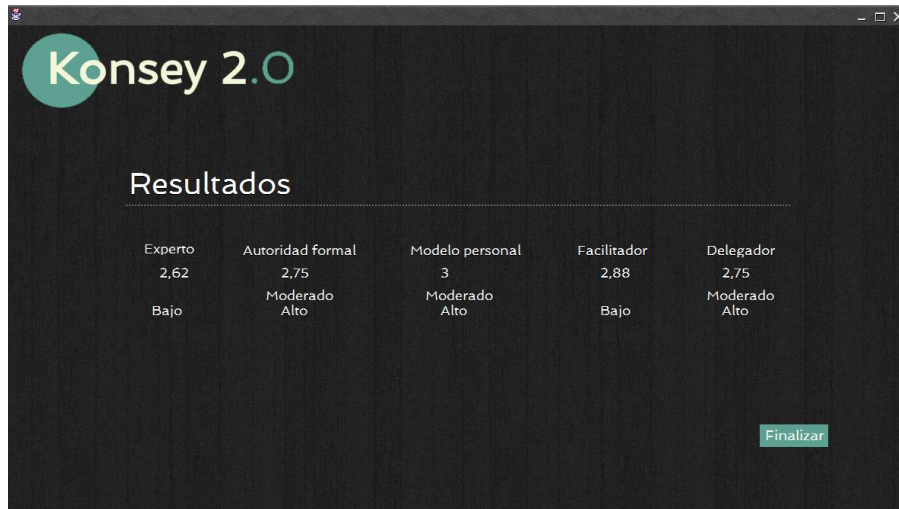 Konsey 2.0
Resultados
Experto Autoridad formal Modelo personal Facilitador Delegador
2,62 2,75 3 2,88 2,75
Moderado Moderado Moderado
Bajo Alto Alto Bajo Alto
Finalizar